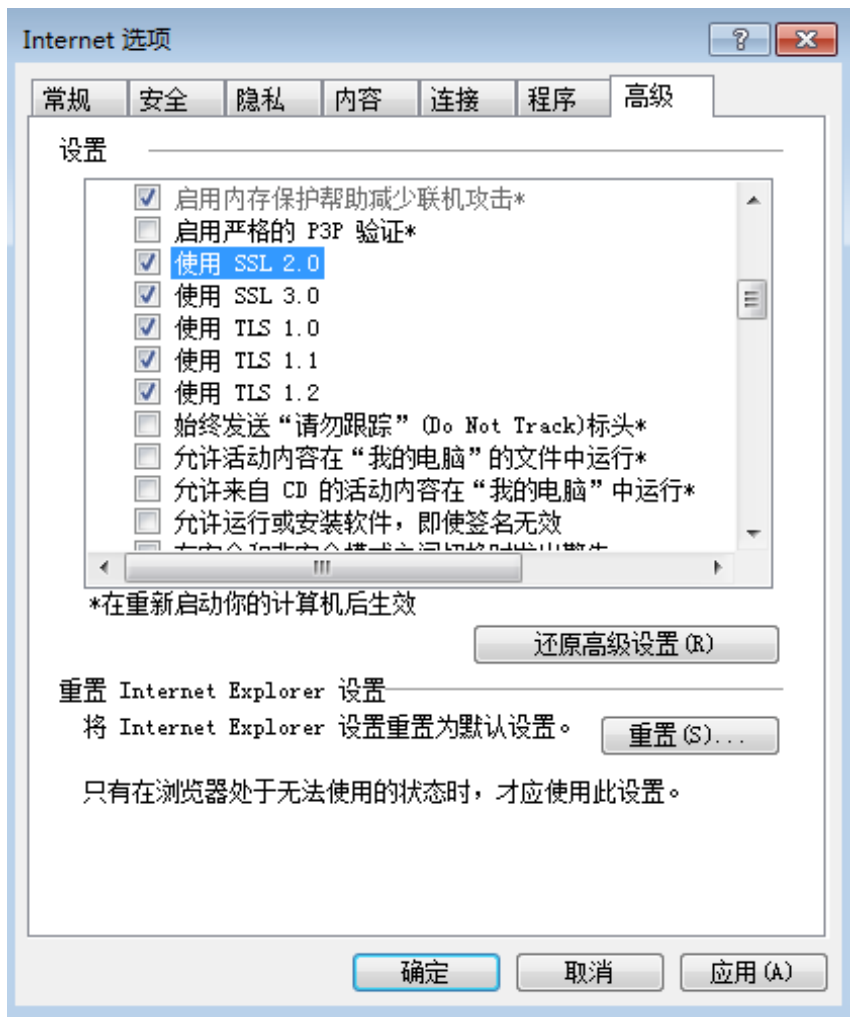 Internet 选项
常规 安全 隐私 内容 连接 程序 高级
设置
启用内存保护帮助减少联机攻击*
启用严格的 P3P 验证*
使用 SSL 2.0
使用 SSL 3.0
使用 TLS 1.0
使用 TLS 1.1
使用 TLS 1.2
始终发送“请勿跟踪” (Do Not Track)标头*
允许活动内容在“我的电脑”的文件中运行*
允许来自 CD 的活动内容在“我的电脑”中运行*
允许运行或安装软件，即使签名无效
*在重新启动你的计算机后生效
还原高级设置(R)
重置 Internet Explorer 设置
将 Internet Explorer 设置重置为默认设置。
重置(S)...
只有在浏览器处于无法使用的状态时，才应使用此设置。
确定 取消 应用(A)